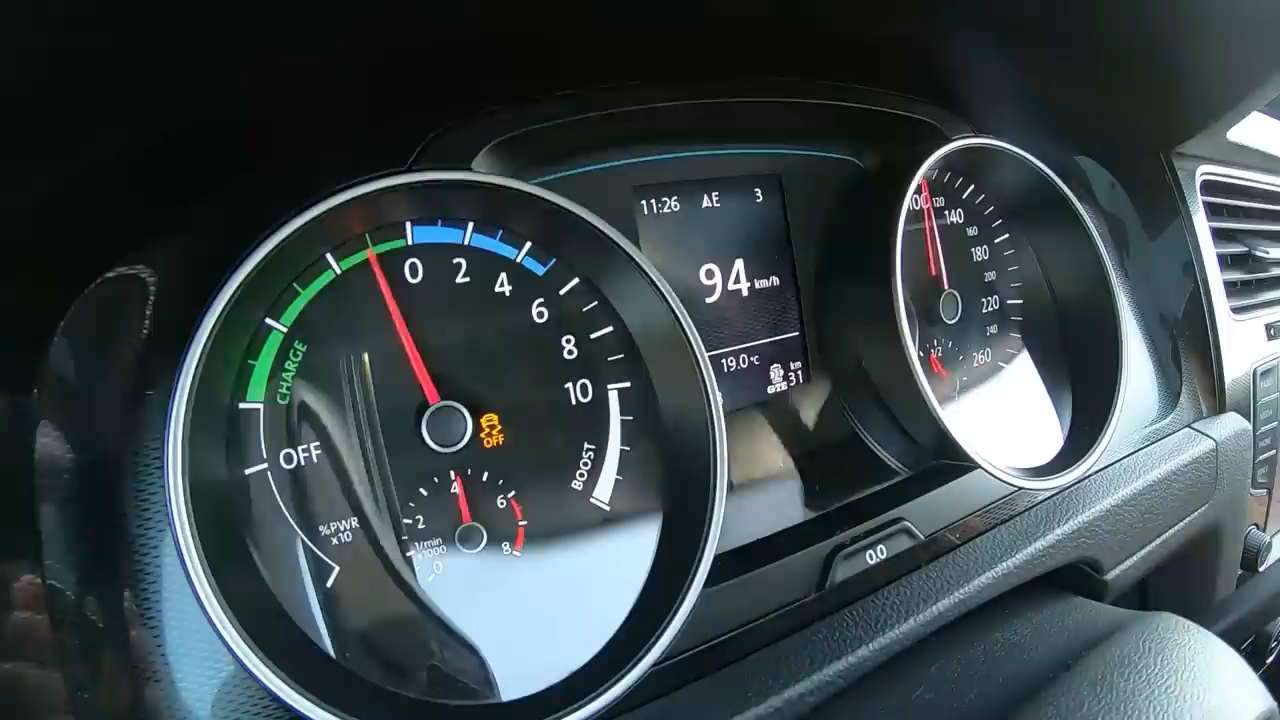 0
2
4
6
8
10
CHARGE
OFF
BOOST
%PWR
x10
OFF
0
2
4
6
8
1/min
x1000
11:26 AE 3
94 km/h
19.0°C
km
GTE 31
100
120
140
160
180
200
220
240
260
1/2
0.0